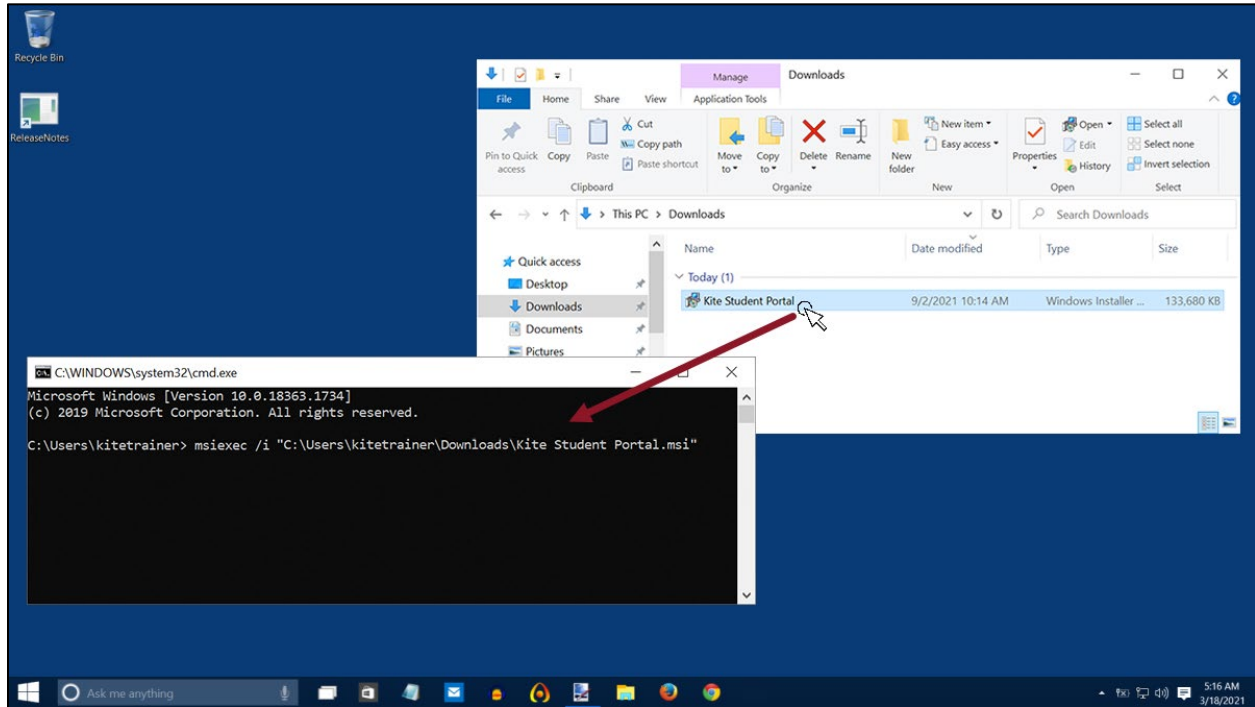 Recycle Bin
ReleaseNotes
Manage Downloads
File Home Share View Application Tools
Pin to Quick access
Copy
Paste
Cut
Copy path
Paste shortcut
Clipboard
Move to
Copy to
Delete
Rename
Organize
New folder
New item
Easy access
New
Properties
Open
Edit
History
Open
Select all
Select none
Invert selection
Select
This PC > Downloads
Search Downloads
Name Date modified Type Size
Today (1)
Kite Student Portal 9/2/2021 10:14 AM Windows Installer ... 133,680 KB
Quick access
Desktop
Downloads
Documents
Pictures
C:\WINDOWS\system32\cmd.exe
Microsoft Windows [Version 10.0.18363.1734]
(c) 2019 Microsoft Corporation. All rights reserved.
C:\Users\kitetrainer> msiexec /i "C:\Users\kitetrainer\Downloads\Kite Student Portal.msi"
Ask me anything
5:16 AM
3/18/2021